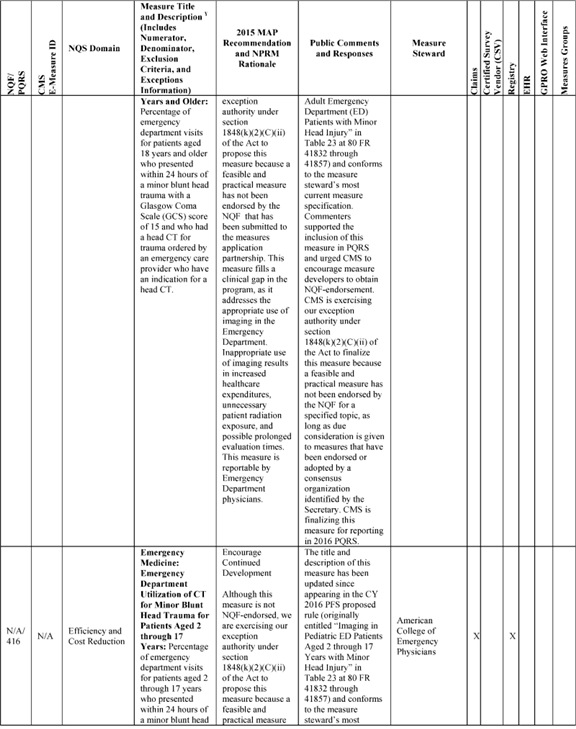 NQF/
PQRS
CMS
E-Measure ID
NQS Domain
Measure Title
and Description ¥
(Includes
Numerator,
Denominator,
Exclusion
Criteria, and
Exceptions
Information)
2015 MAP
Recommendation
and NPRM
Rationale
Public Comments
and Responses
Measure
Steward
Claims
Certified Survey
Vendor (CSV)
Registry
EHR
GPRO Web Interface
Measures Groups
Years and Older:
Percentage of
emergency
department visits
for patients aged
18 years and older
who presented
within 24 hours of
a minor blunt head
trauma with a
Glasgow Coma
Scale (GCS) score
of 15 and who had
a head CT for
trauma ordered by
an emergency care
provider who have
an indication for a
head CT.
exception
authority under
section
1848(k)(2)(C)(ii)
of the Act to
propose this
measure because a
feasible and
practical measure
has not been
endorsed by the
NQF that has
been submitted to
the measures
application
partnership. This
measure fills a
clinical gap in the
program, as it
addresses the
appropriate use of
imaging in the
Emergency
Department.
Inappropriate use
of imaging results
in increased
healthcare
expenditures,
unnecessary
patient radiation
exposure, and
possible prolonged
evaluation times.
This measure is
reportable by
Emergency
Department
physicians.
Adult Emergency
Department (ED)
Patients with Minor
Head Injury” in
Table 23 at 80 FR
41832 through
41857) and conforms
to the measure
steward's most
current measure
specification.
Commenters
supported the
inclusion of this
measure in PQRS
and urged CMS to
encourage measure
developers to obtain
NQF-endorsement.
CMS is exercising
our exception
authority under
section
1848(k)(2)(C)(ii) of
the Act to finalize
this measure because
a feasible and
practical measure has
not been endorsed by
the NQF for a
specified topic, as
long as due
consideration is given
to measures that have
been endorsed or
adopted by a
consensus
organization
identified by the
Secretary. CMS is
finalizing this
measure for reporting
in 2016 PQRS.
N/A/
416
N/A
Efficiency and
Cost Reduction
Emergency
Medicine:
Emergency
Department
Utilization of CT
for Minor Blunt
Head Trauma for
Patients Aged 2
through 17
Years: Percentage
of emergency
department visits
for patients aged 2
through 17 years
who presented
within 24 hours of
a minor blunt head
Encourage
Continued
Development
Although this
measure is not
NQF-endorsed, we
are exercising our
exception
authority under
section
1848(k)(2)(C)(ii)
of the Act to
propose this
measure because a
feasible and
practical measure
The title and
description of this
measure has been
updated since
appearing in the CY
2016 PFS proposed
rule (originally
entitled “Imaging in
Pediatric ED Patients
Aged 2 through 17
Years with Minor
Head Injury” in
Table 23 at 80 FR
41832 through
41857) and conforms
to the measure
steward's most
American
College of
Emergency
Physicians
X
X